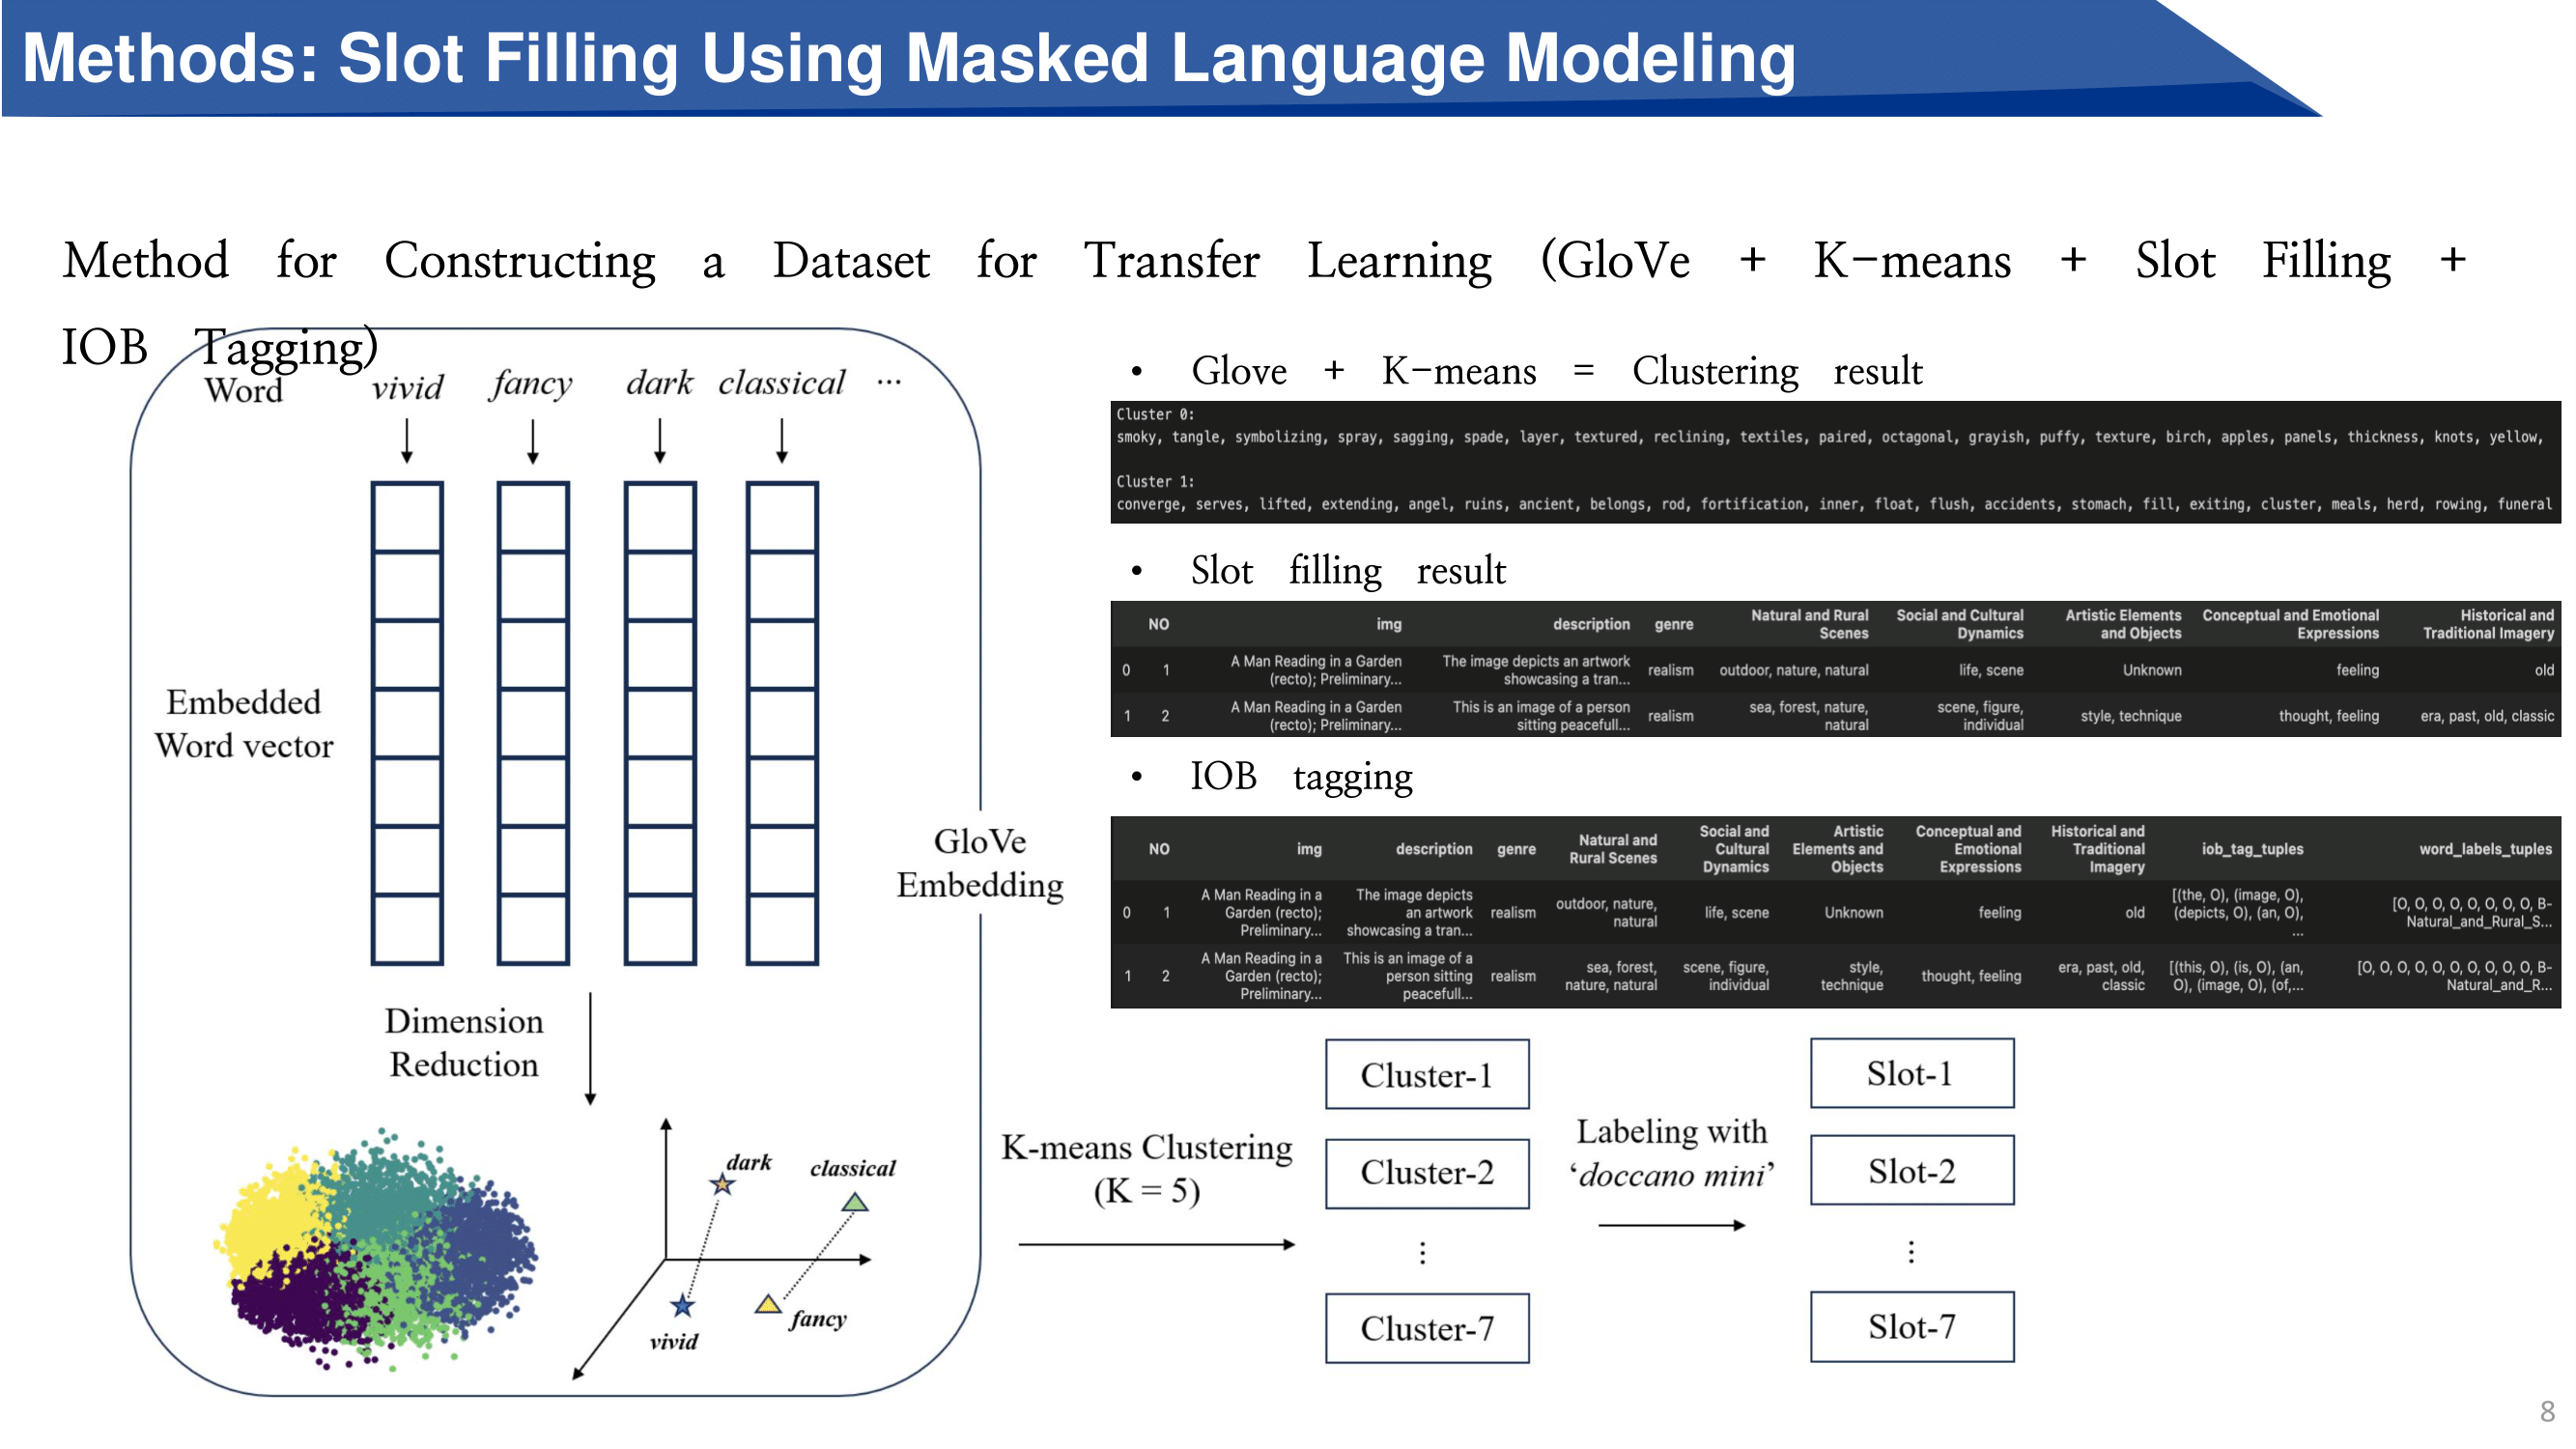 Methods: Slot Filling Using Masked Language Modeling
Method for Constructing a Dataset for Transfer Learning (GloVe + K-means + Slot Filling +
IOB Tagging)
Word vivid fancy dark classical ...
Embedded
Word vector
GloVe
Embedding
Dimension
Reduction
dark
classical
vivid
fancy
• Glove + K-means = Clustering result
Cluster 0:
smoky, tangle, symbolizing, spray, sagging, spade, layer, textured, reclining, textiles, paired, octagonal, grayish, puffy, texture, birch, apples, panels, thickness, knots, yellow,
Cluster 1:
converge, serves, lifted, extending, angel, ruins, ancient, belongs, rod, fortification, inner, float, flush, accidents, stomach, fill, exiting, cluster, meals, herd, rowing, funeral
• Slot filling result
NO img description genre Natural and Rural Social and Cultural Artistic Elements Conceptual and Emotional Historical and
Scenes Dynamics and Objects Expressions Traditional Imagery
0 1 A Man Reading in a Garden The image depicts an artwork realism outdoor, nature, natural life, scene Unknown feeling old
(recto); Preliminary... showcasing a tran...
1 2 A Man Reading in a Garden This is an image of a person realism sea, forest, nature, scene, figure, style, technique thought, feeling era, past, old, classic
(recto); Preliminary... sitting peacefull... natural individual
• IOB tagging
NO img description genre Natural and Social and Artistic Conceptual and Historical and iob_tag_tuples word_labels_tuples
Rural Scenes Cultural Elements and Emotional Traditional
Dynamics Objects Expressions Imagery
0 1 A Man Reading in a The image depicts realism outdoor, nature, life, scene Unknown feeling old [(the, O), (image, O), [O, O, O, O, O, O, O, O, B-
Garden (recto); an artwork natural (depicts, O), (an, O), Natural_and_Rural_S...
Preliminary... showcasing a tran... ...
1 2 A Man Reading in a This is an image of a realism sea, forest, scene, figure, style, thought, feeling era, past, old, [(this, O), (is, O), (an, [O, O, O, O, O, O, O, O, O, O, B-
Garden (recto); person sitting nature, natural individual technique classic O), (image, O), (of,... Natural_and_R...
Preliminary... peacefull...
K-means Clustering
(K = 5)
Cluster-1
Cluster-2
⋮
Cluster-7
Labeling with
‘doccano mini’
Slot-1
Slot-2
⋮
Slot-7
8